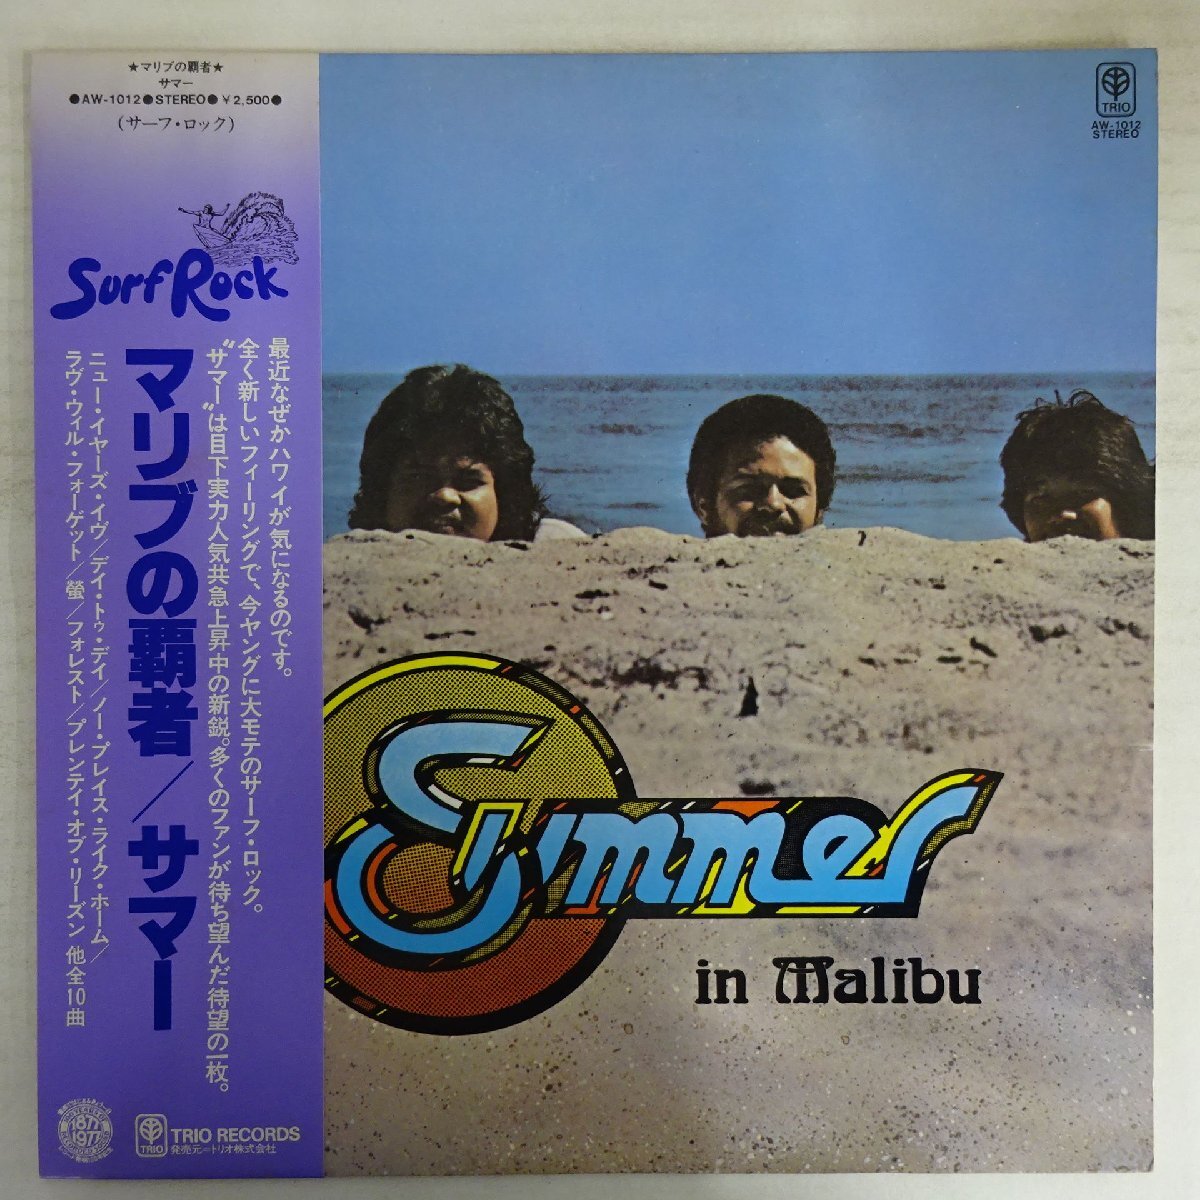 ★マリブの覇者★
サマー
●AW-1012●STEREO●￥2,500●
(サーフ・ロック)
Surf Rock
最近なぜかハワイが気になるのです。
全く新しいフィーリングで、今ヤングに大モテのサーフ・ロック。
“サマー”は目下実力人気共急上昇中の新鋭。多くのファンが待ち望んだ待望の一枚。
マリブの覇者／サマー
ニュー・イヤーズ・イヴ／デイ・トゥ・デイ／ノー・プレイス・ライク・ホーム／
ラヴ・ウィル・フォーゲット／螢／フォレスト／プレンティ・オブ・リーズン 他全10曲
1877
1977
TRIO
TRIO RECORDS
発売元=トリオ株式会社
TRIO
AW-1012
STEREO
Summer
in Malibu